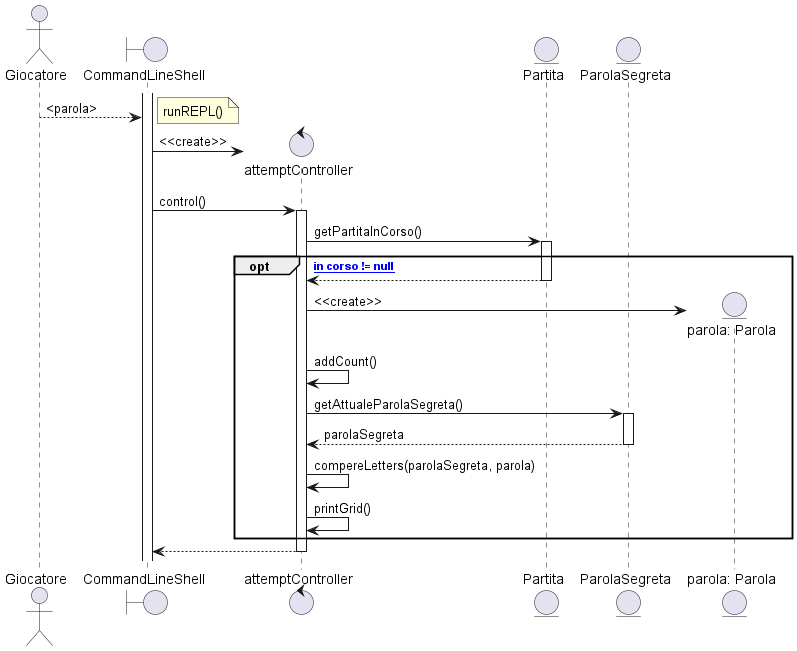 Giocatore
CommandLineShell
Partita
ParolaSegreta
<parola>
runREPL()
<<create>>
attemptController
control()
getPartitaInCorso()
opt
in corso != null
<<create>>
parola: Parola
addCount()
getAttualeParolaSegreta()
parolaSegreta
compereLetters(parolaSegreta, parola)
printGrid()
Giocatore
CommandLineShell
attemptController
Partita
ParolaSegreta
parola: Parola